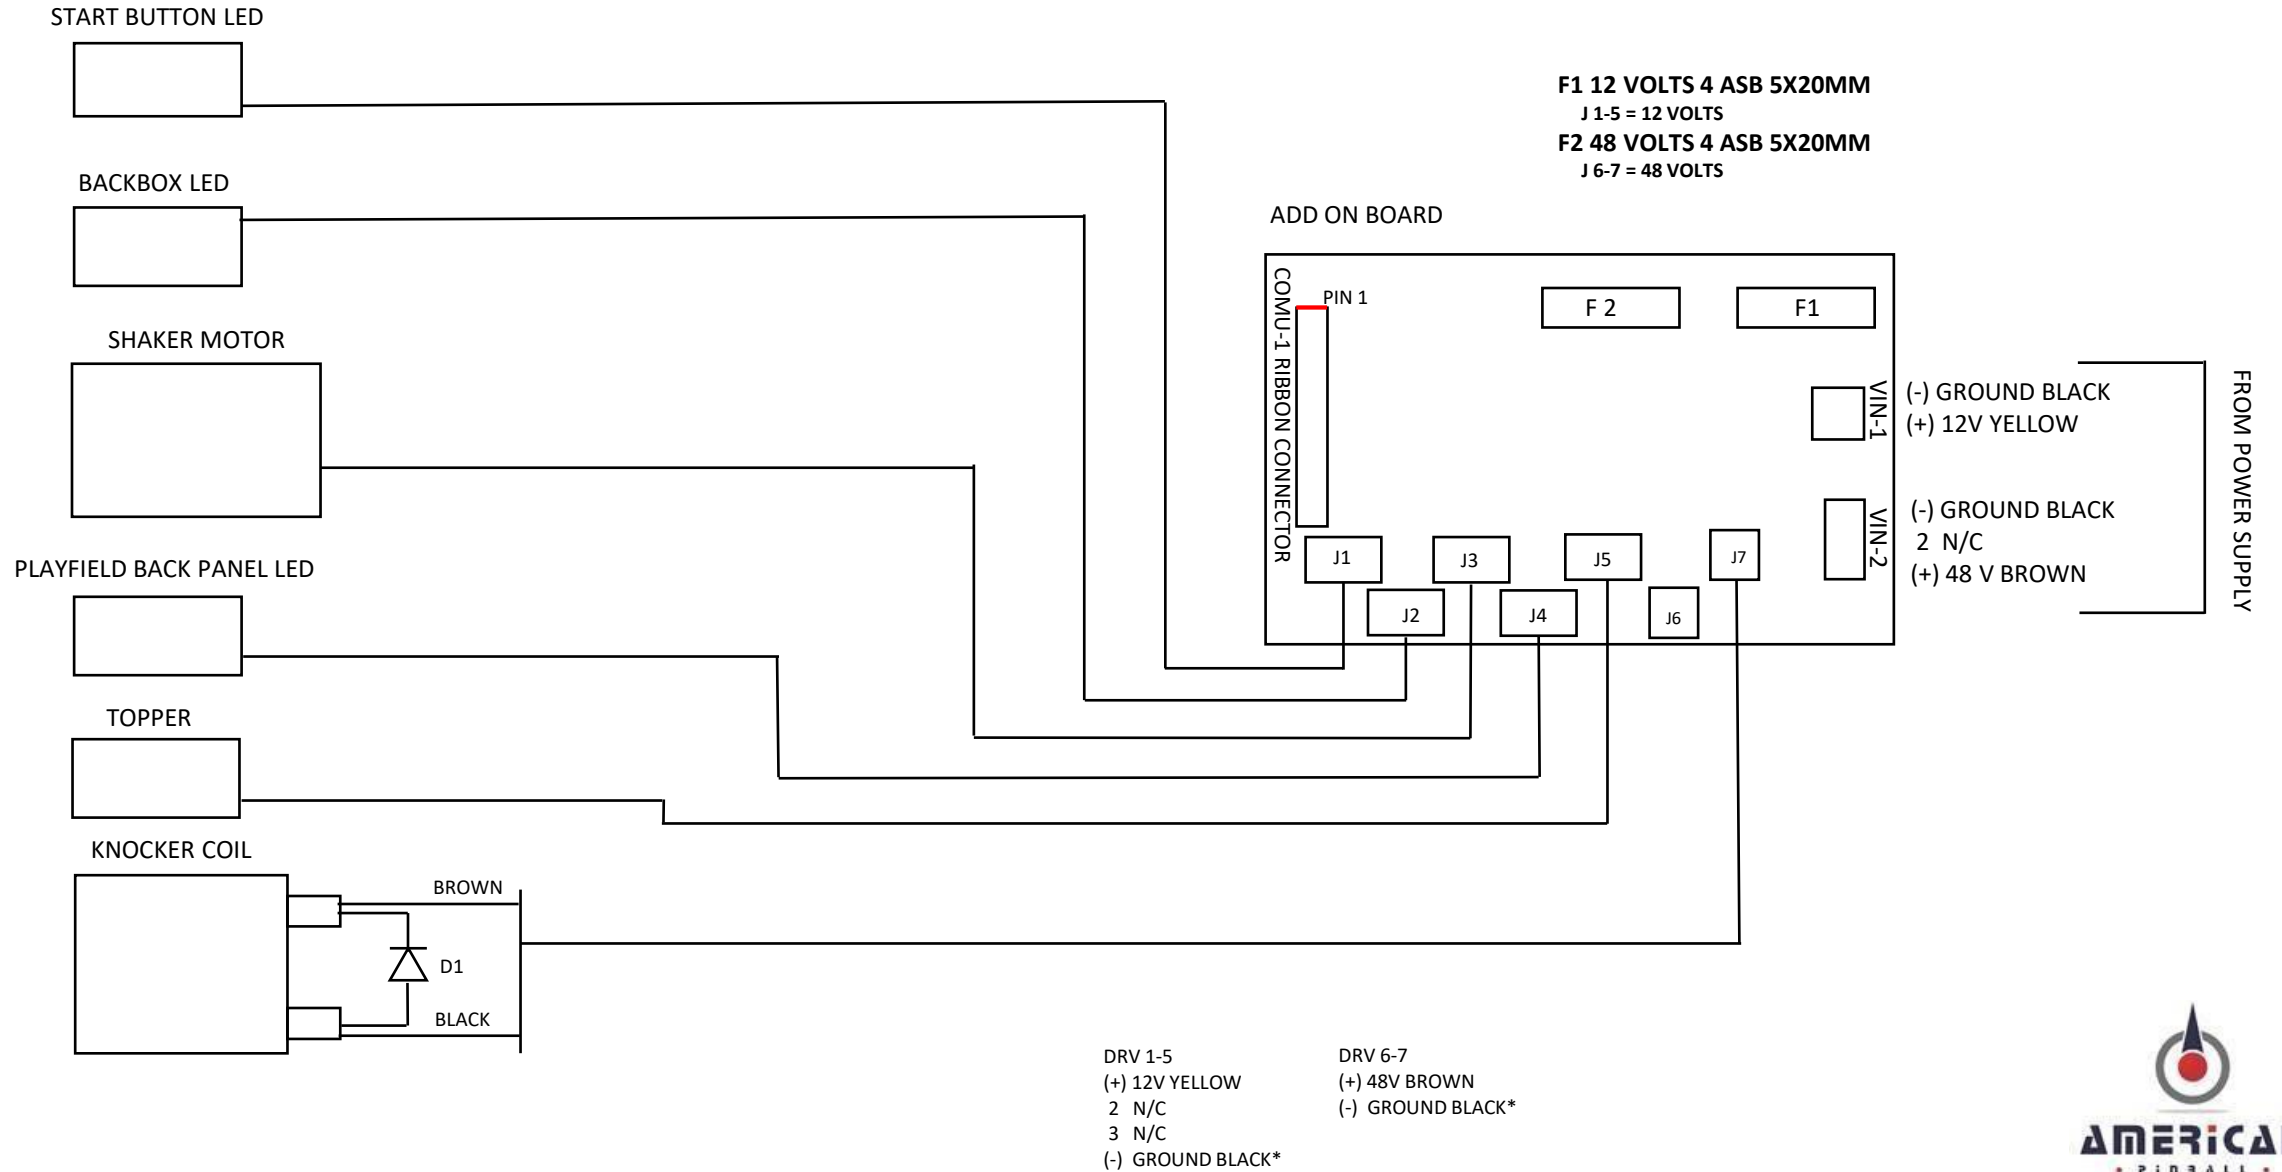 START BUTTON LED
BACKBOX LED
SHAKER MOTOR
PLAYFIELD BACK PANEL LED
TOPPER
KNOCKER COIL
BROWN
D1
BLACK
F1 12 VOLTS 4 ASB 5X20MM
J 1-5 = 12 VOLTS
F2 48 VOLTS 4 ASB 5X20MM
J 6-7 = 48 VOLTS
ADD ON BOARD
COMU-1 RIBBON CONNECTOR
PIN 1
F 2
F1
VIN-1
(-) GROUND BLACK
(+) 12V YELLOW
VIN-2
(-) GROUND BLACK
2 N/C
(+) 48 V BROWN
FROM POWER SUPPLY
J1
J2
J3
J4
J5
J6
J7
DRV 1-5
(+) 12V YELLOW
2 N/C
3 N/C
(-) GROUND BLACK*
DRV 6-7
(+) 48V BROWN
(-) GROUND BLACK*
AMERICA
PINBALL